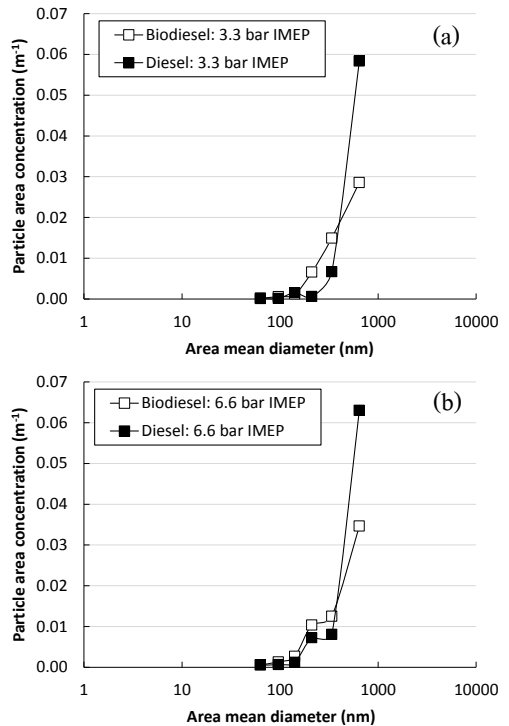 (a)
Biodiesel: 3.3 bar IMEP
Diesel: 3.3 bar IMEP
Particle area concentration (m⁻¹)
0.07
0.06
0.05
0.04
0.03
0.02
0.01
0.00
1 10 100 1000 10000
Area mean diameter (nm)
(b)
Biodiesel: 6.6 bar IMEP
Diesel: 6.6 bar IMEP
Particle area concentration (m⁻¹)
0.07
0.06
0.05
0.04
0.03
0.02
0.01
0.00
1 10 100 1000 10000
Area mean diameter (nm)